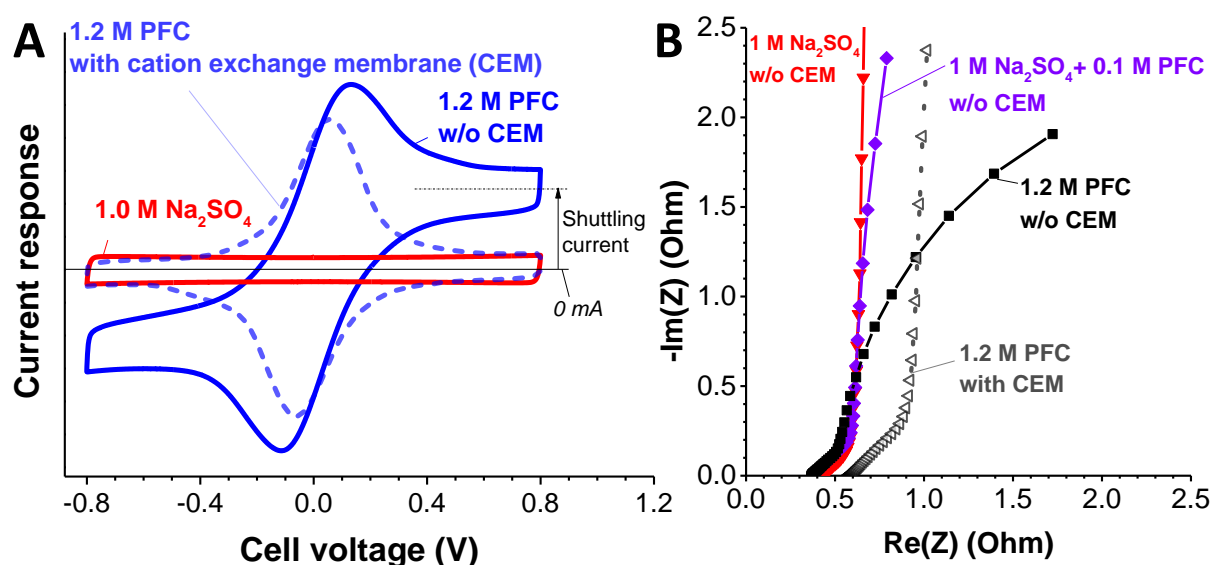 A
1.2 M PFC
with cation exchange membrane (CEM)
1.2 M PFC
w/o CEM
1.0 M Na₂SO₄
Shuttling
current
0 mA
Current response
-0.8
-0.4
0.0
0.4
0.8
1.2
Cell voltage (V)
B
1 M Na₂SO₄
w/o CEM
1 M Na₂SO₄+ 0.1 M PFC
w/o CEM
1.2 M PFC
w/o CEM
1.2 M PFC
with CEM
-Im(Z) (Ohm)
2.5
2.0
1.5
1.0
0.5
0.0
0.0
0.5
1.0
1.5
2.0
2.5
Re(Z) (Ohm)